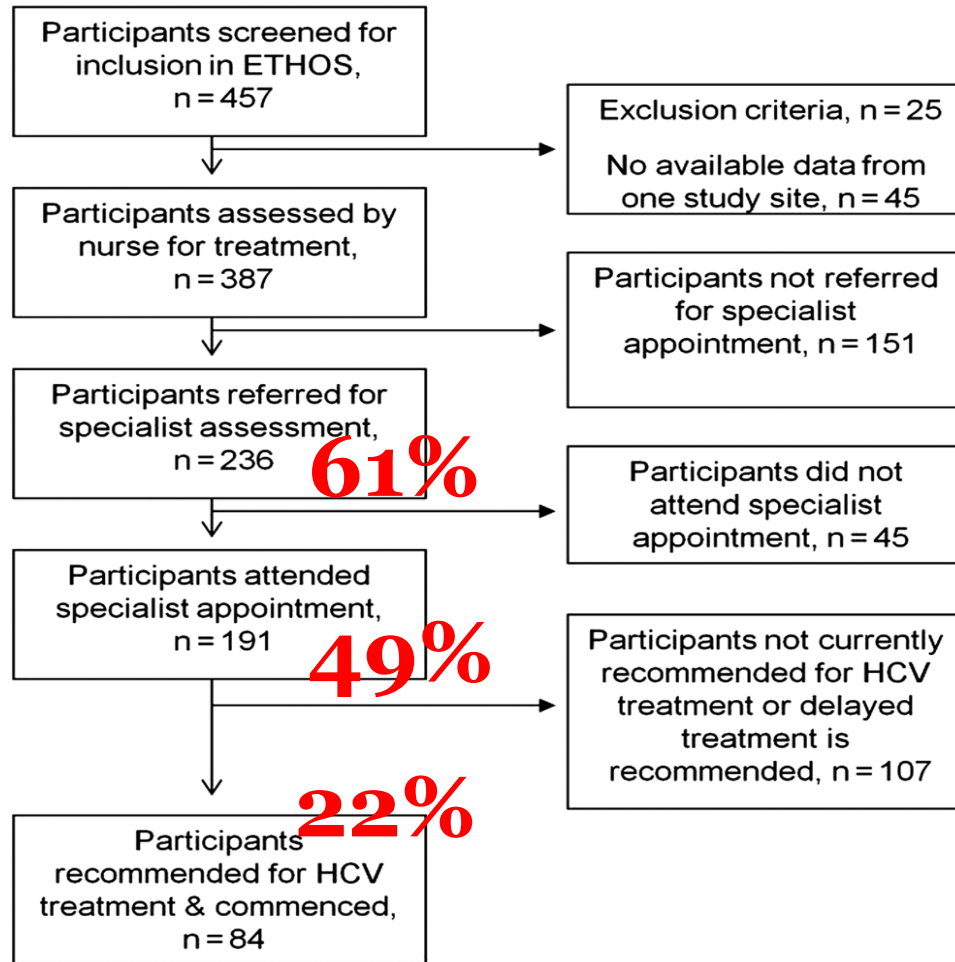 Participants screened for
inclusion in ETHOS,
n = 457
Exclusion criteria, n = 25
No available data from
one study site, n = 45
Participants assessed by
nurse for treatment,
n = 387
Participants not referred
for specialist
appointment, n = 151
Participants referred for
specialist assessment,
n = 236
61%
Participants did not
attend specialist
appointment, n = 45
Participants attended
specialist appointment,
n = 191
49%
Participants not currently
recommended for HCV
treatment or delayed
treatment is
recommended, n = 107
22%
Participants
recommended for HCV
treatment & commenced,
n = 84